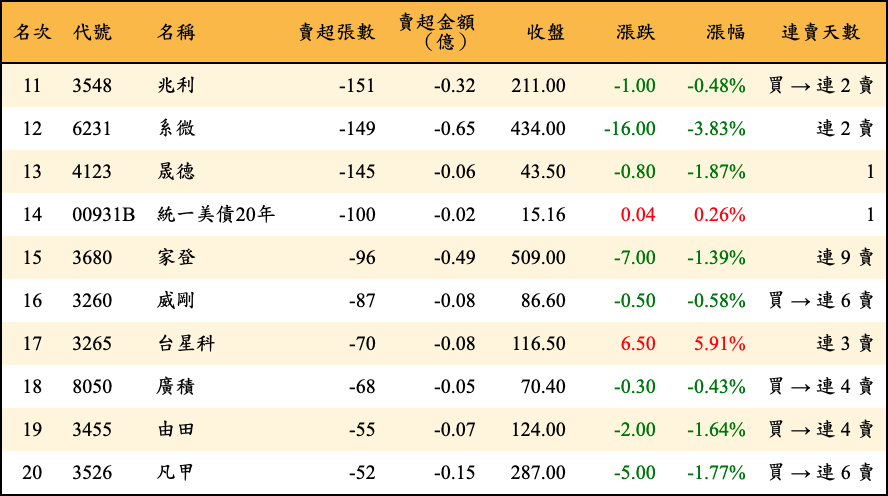 名次 代號 名稱 賣超張數 賣超金額（億） 收盤 漲跌 漲幅 連賣天數
11 3548 兆利 -151 -0.32 211.00 -1.00 -0.48% 買 → 連 2 賣
12 6231 系微 -149 -0.65 434.00 -16.00 -3.83% 連 2 賣
13 4123 晟德 -145 -0.06 43.50 -0.80 -1.87% 1
14 00931B 統一美債20年 -100 -0.02 15.16 0.04 0.26% 1
15 3680 家登 -96 -0.49 509.00 -7.00 -1.39% 連 9 賣
16 3260 威剛 -87 -0.08 86.60 -0.50 -0.58% 買 → 連 6 賣
17 3265 台星科 -70 -0.08 116.50 6.50 5.91% 連 3 賣
18 8050 廣積 -68 -0.05 70.40 -0.30 -0.43% 買 → 連 4 賣
19 3455 由田 -55 -0.07 124.00 -2.00 -1.64% 買 → 連 4 賣
20 3526 凡甲 -52 -0.15 287.00 -5.00 -1.77% 買 → 連 6 賣